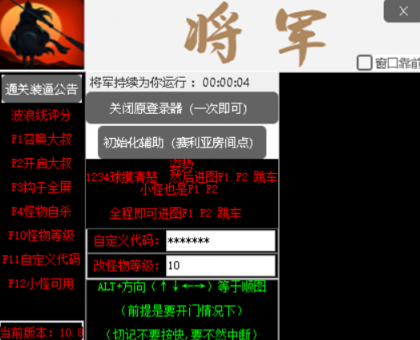 将军
X
窗口靠前
通关装逼公告
将军持续为你运行 : 00:00:04
关闭原登录器（一次即可）
初始化辅助（赛利亚房间点）
波浪线评分
F1召唤大叔
F2开启大叔
F3钩子全屏
F4怪物自杀
F10怪物等级
F11自定义代码
F12小怪可用
当前版本: 10.8
1234球摸清楚 然后进图F1 F2 跳车
小怪也是F1 F2
全程即可进图F1 F2 跳车
自定义代码: *******
改怪物等级: 10
ALT+方向（↑↓←→）等于顺图
（前提是要开门情况下）
（切记不要按快,要不然中断）